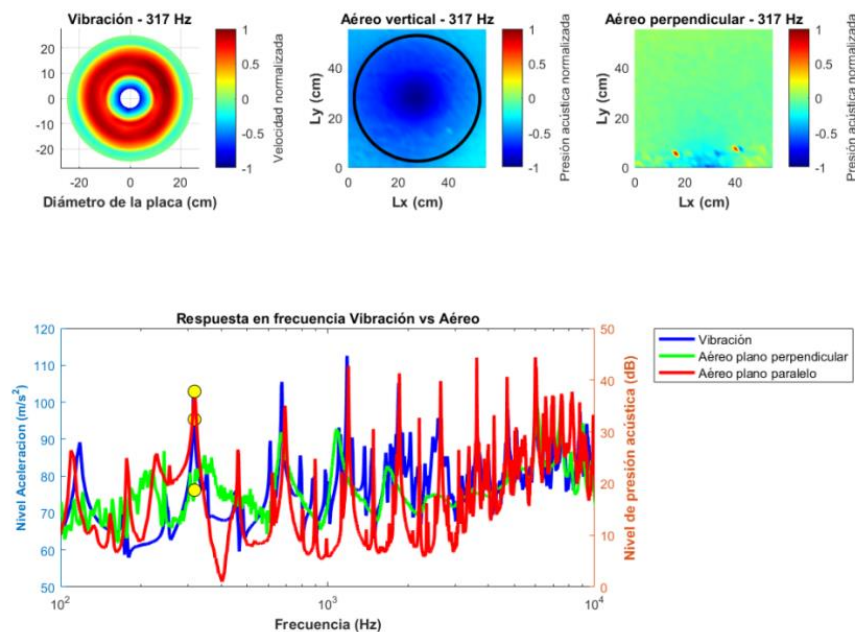 Vibración - 317 Hz
Aéreo vertical - 317 Hz
Aéreo perpendicular - 317 Hz
20
10
0
-10
-20
-20
0
20
Diámetro de la placa (cm)
1
0.5
0
-0.5
-1
Velocidad normalizada
Ly (cm)
40
20
0
0
20
40
Lx (cm)
1
0.5
0
-0.5
-1
Presión acústica normalizada
Ly (cm)
40
20
0
0
20
40
Lx (cm)
1
0.5
0
-0.5
-1
Presión acústica normalizada
Respuesta en frecuencia Vibración vs Aéreo
Nivel Aceleracion (m/s²)
120
110
100
90
80
70
60
50
10²
10³
10⁴
Frecuencia (Hz)
50
40
30
20
10
0
Nivel de presión acústica (dB)
Vibración
Aéreo plano perpendicular
Aéreo plano paralelo